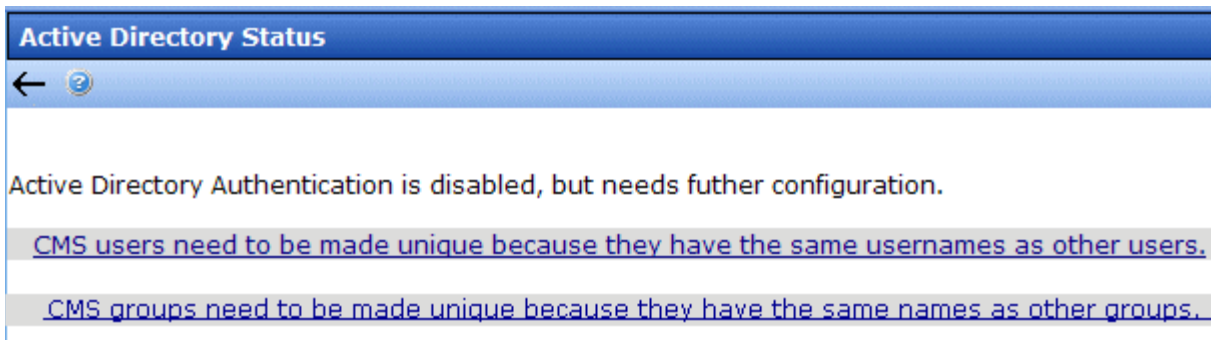 Active Directory Status
Active Directory Authentication is disabled, but needs futher configuration.
CMS users need to be made unique because they have the same usernames as other users.
CMS groups need to be made unique because they have the same names as other groups.